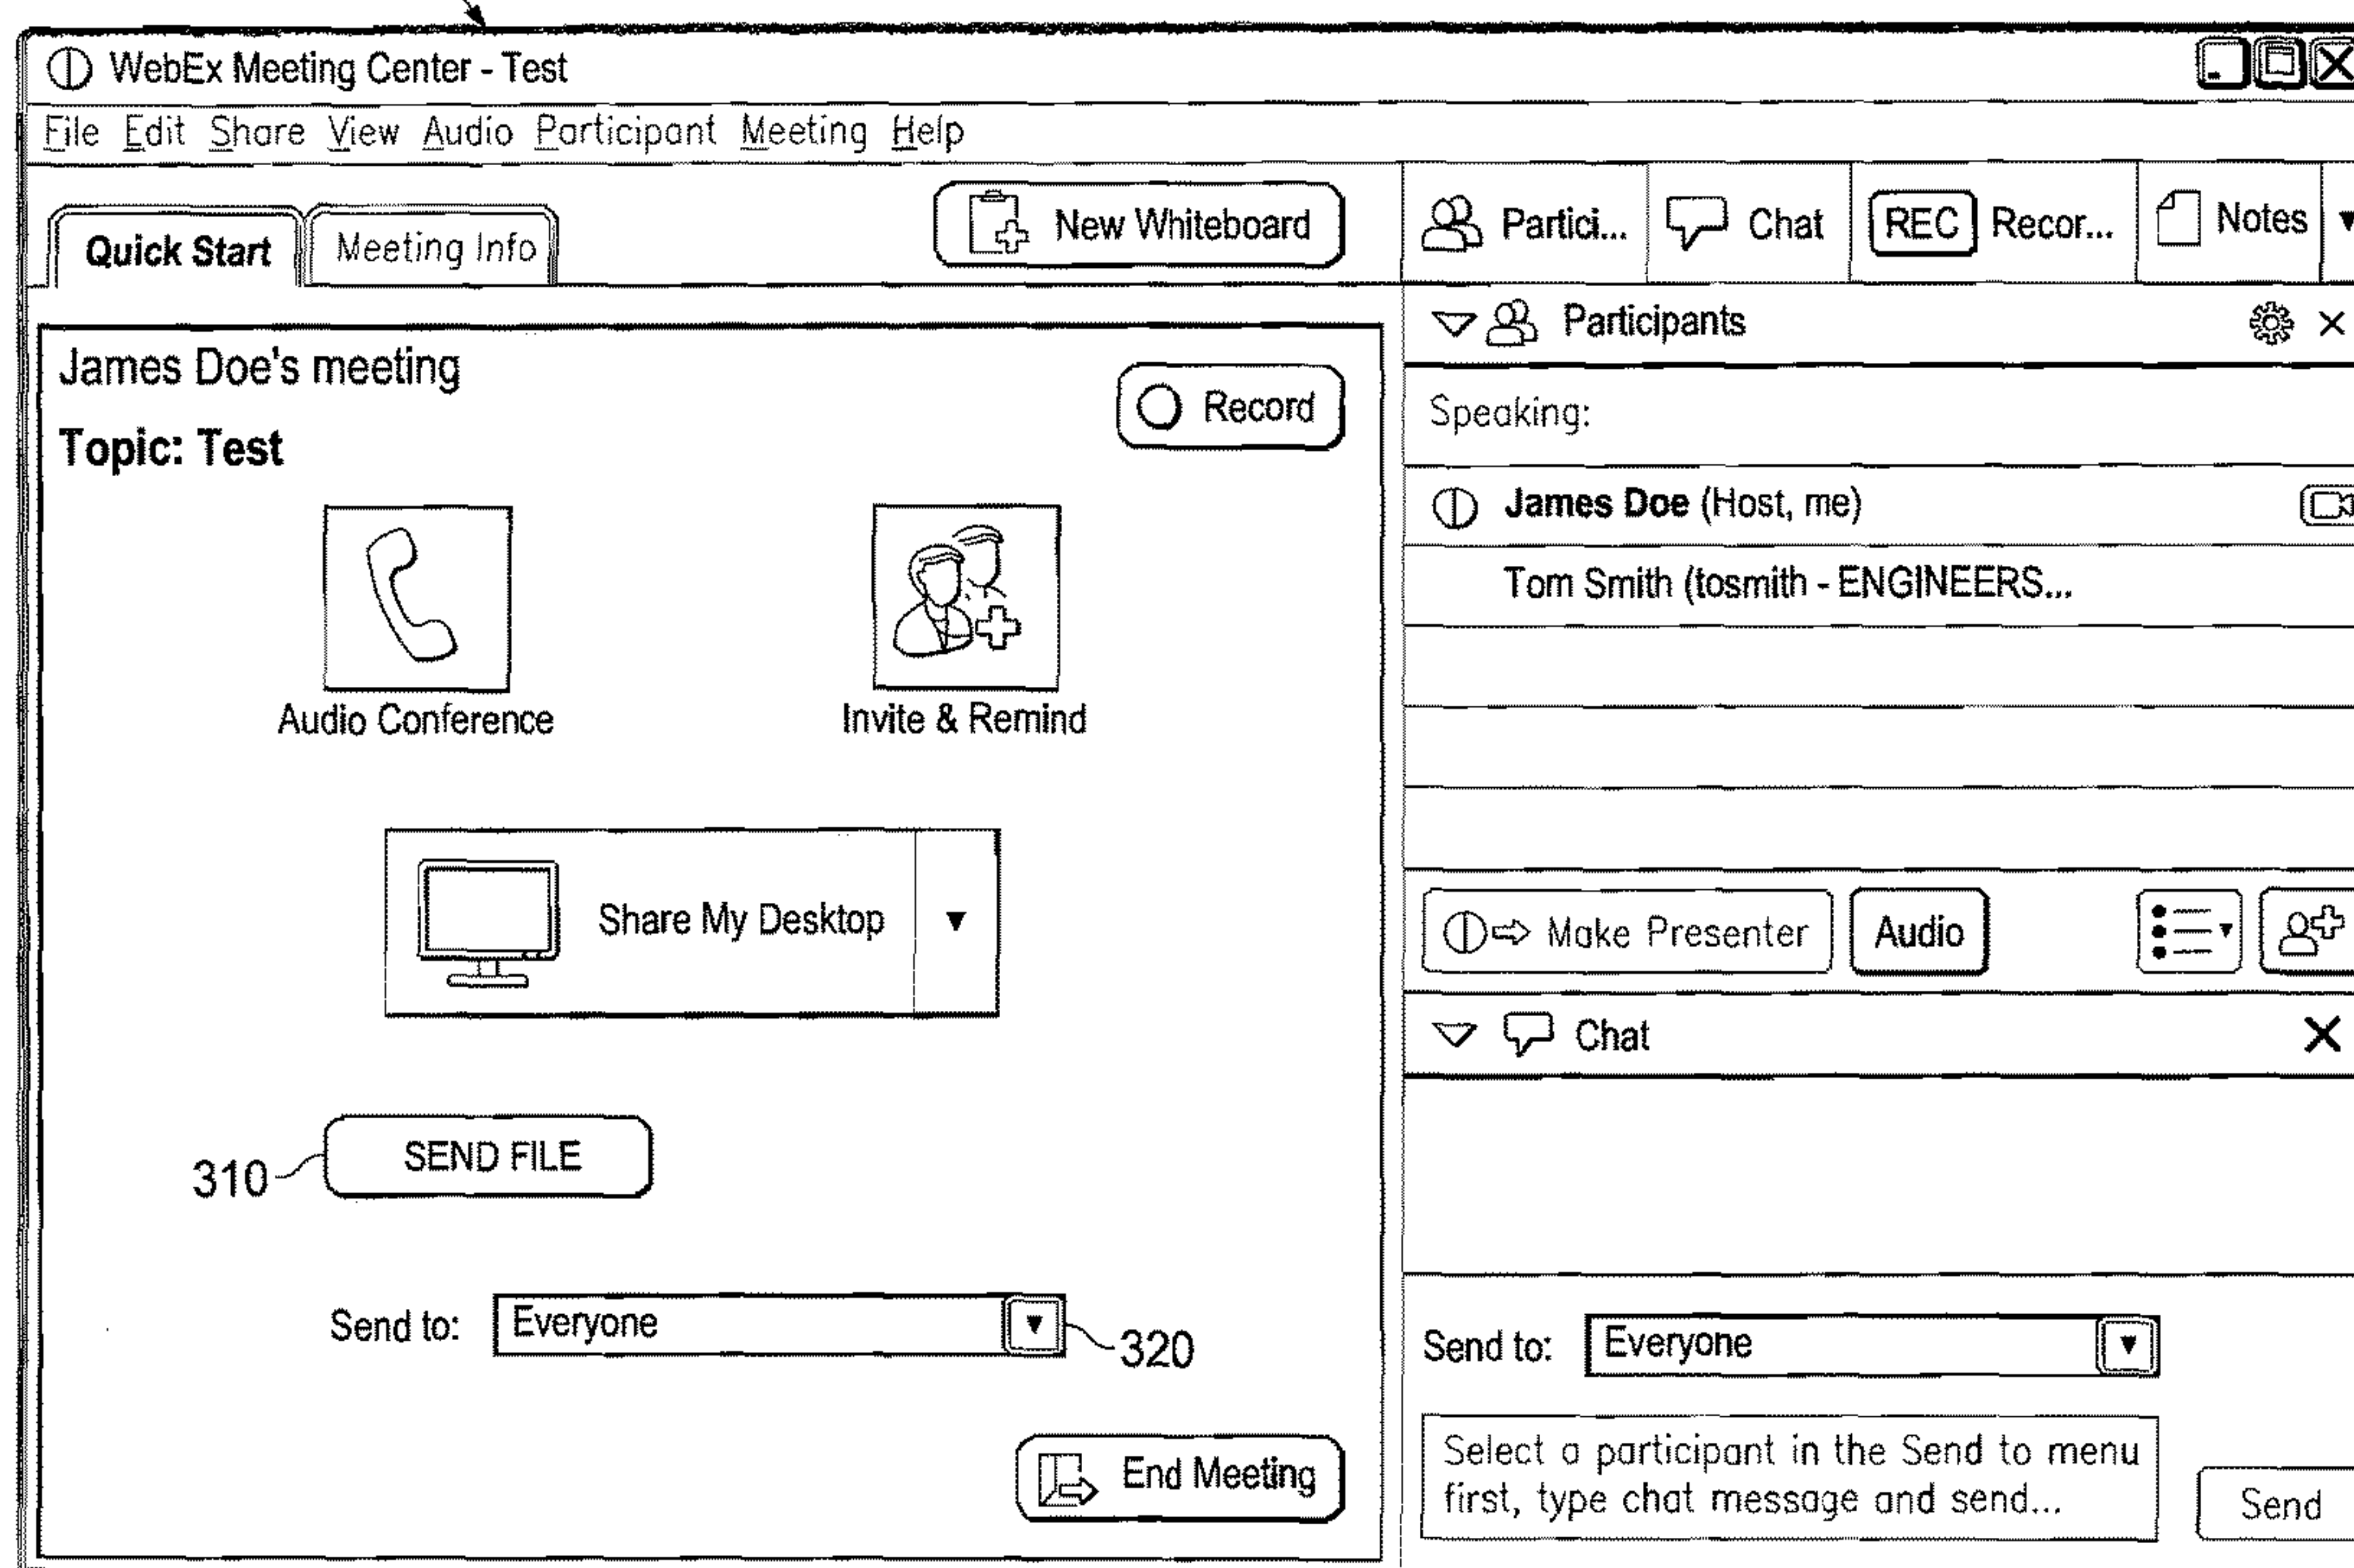 WebEx Meeting Center - Test
File Edit Share View Audio Participant Meeting Help
Quick Start
Meeting Info
New Whiteboard
Partici...
Chat
REC Recor...
Notes
James Doe's meeting
Record
Topic: Test
Audio Conference
Invite & Remind
Share My Desktop
310
SEND FILE
Send to: Everyone
320
End Meeting
Participants
Speaking:
James Doe (Host, me)
Tom Smith (tosmith - ENGINEERS...
Make Presenter
Audio
Chat
Send to: Everyone
Select a participant in the Send to menu
first, type chat message and send...
Send